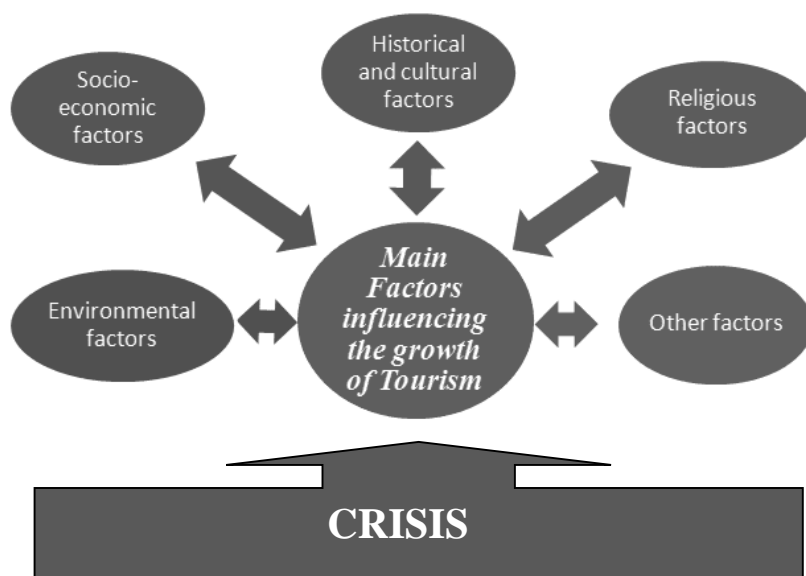 Socio-
economic
factors
Historical
and cultural
factors
Religious
factors
Environmental
factors
Main
Factors
influencing
the growth
of Tourism
Other factors
CRISIS